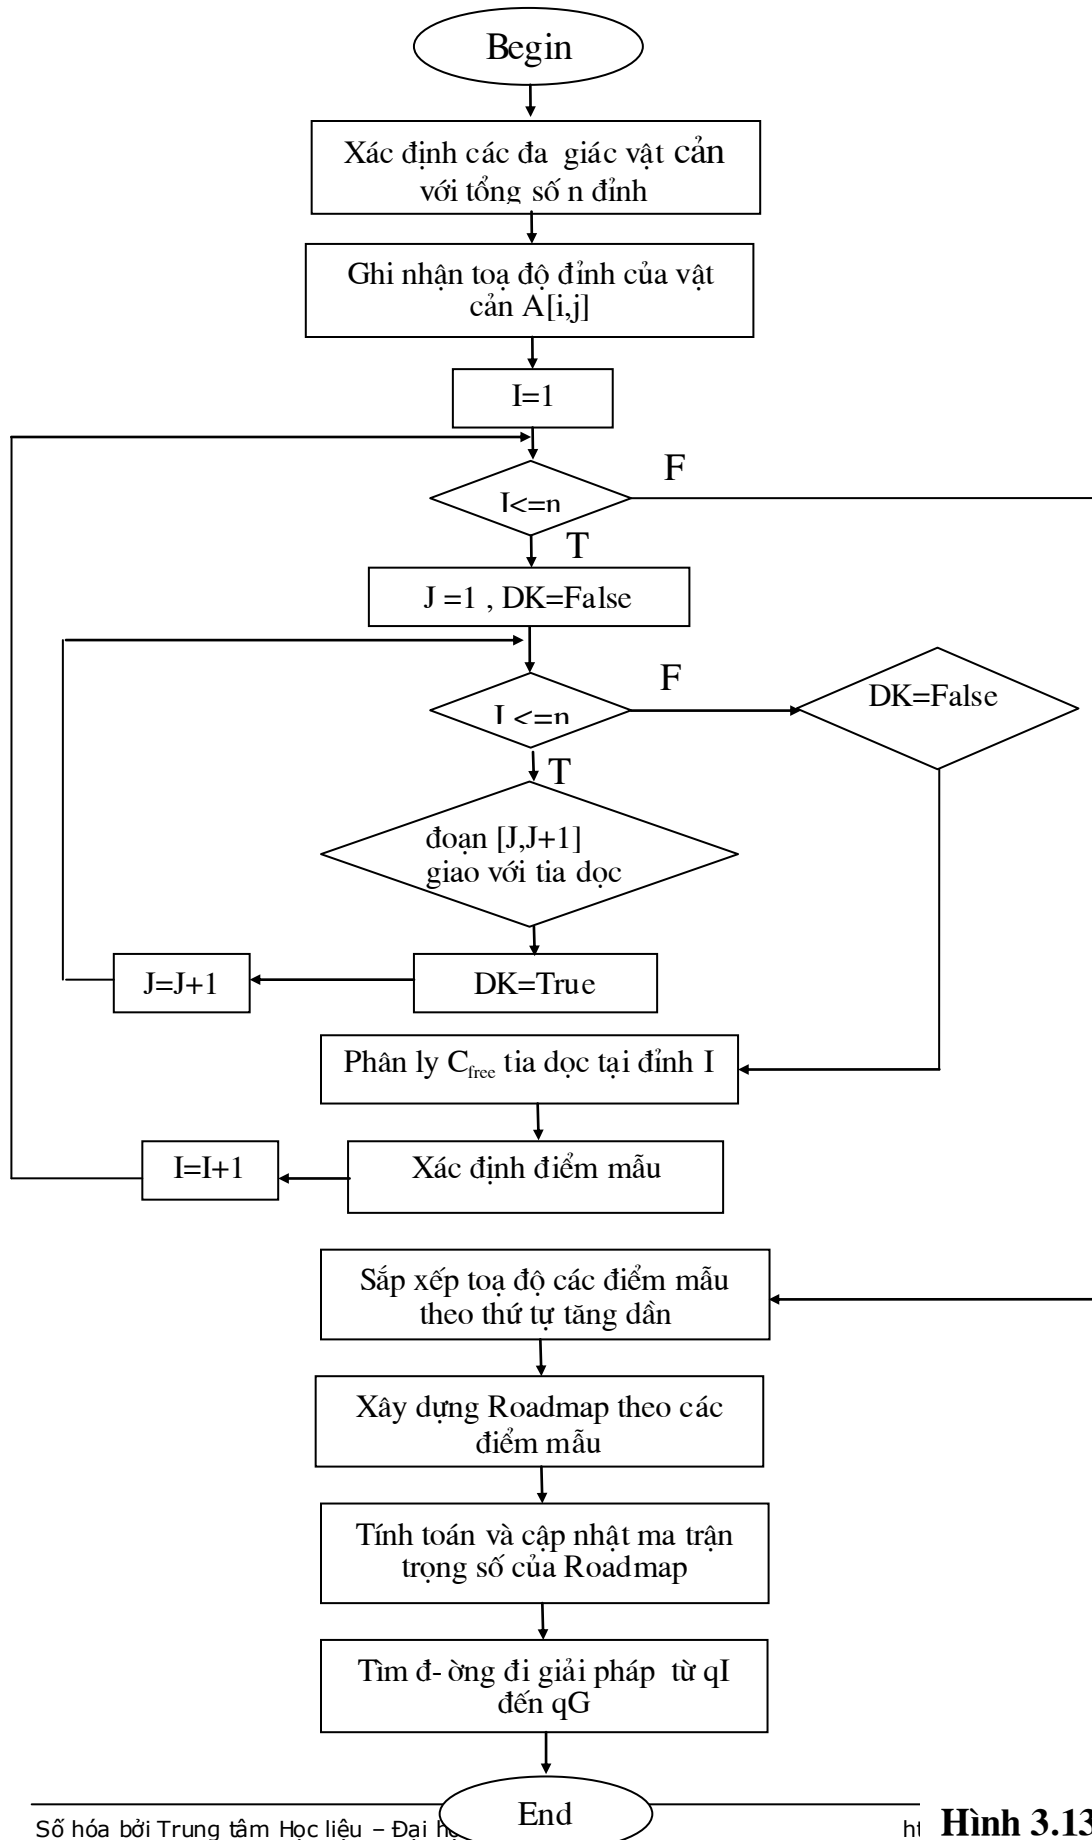 Begin
Xác định các đa giác vật cản
với tổng số n đỉnh
Ghi nhận toạ độ đỉnh của vật
cản A[i,j]
I=1
F
I<=n
T
J =1 , DK=False
F
DK=False
J <=n
T
đoạn [J,J+1]
giao với tia dọc
J=J+1
DK=True
Phân ly Cfree tia dọc tại đỉnh I
I=I+1
Xác định điểm mẫu
Sắp xếp toạ độ các điểm mẫu
theo thứ tự tăng dần
Xây dựng Roadmap theo các
điểm mẫu
Tính toán và cập nhật ma trận
trọng số của Roadmap
Tìm đ- ờng đi giải pháp từ qI
đến qG
End
Số hóa bởi Trung tâm Học liệu – Đại
Hình 3.13